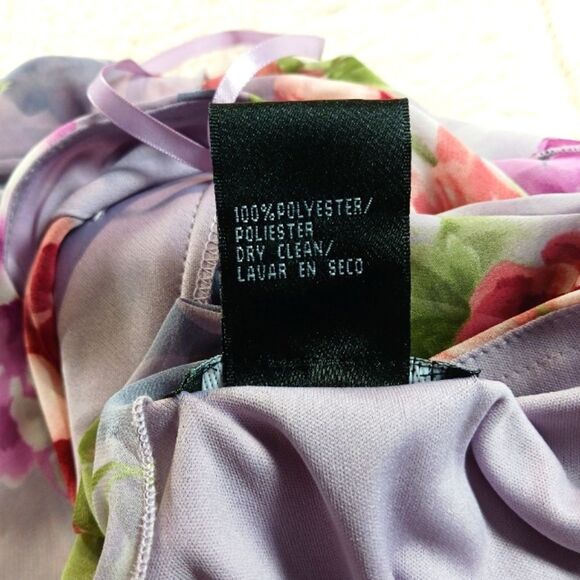 100%POLYESTER/
POLIESTER
DRY CLEAN/
LAVAR EN SECO